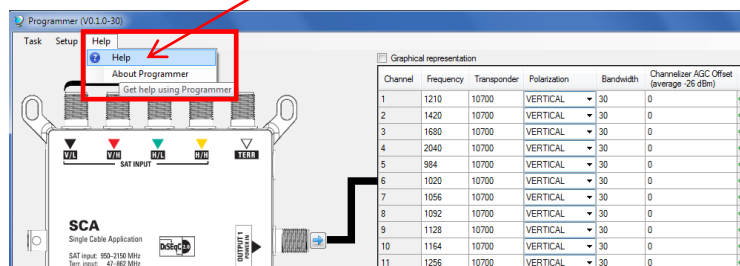 Programmer (V0.1.0-30)
Task Setup Help
Help
About Programmer
Get help using Programmer
V/L V/H H/L H/H TERR
SAT INPUT
SCA
Single Cable Application
DiSEqC 2.0
SAT input: 950–2150 MHz
Terr. input: 47–862 MHz
OUTPUT 1
POWER IN
Graphical representation
Channel Frequency Transponder Polarization Bandwidth Channelizer AGC Offset
(average -26 dBm)
1 1210 10700 VERTICAL 30 0
2 1420 10700 VERTICAL 30 0
3 1680 10700 VERTICAL 30 0
4 2040 10700 VERTICAL 30 0
5 984 10700 VERTICAL 30 0
6 1020 10700 VERTICAL 30 0
7 1056 10700 VERTICAL 30 0
8 1092 10700 VERTICAL 30 0
9 1128 10700 VERTICAL 30 0
10 1164 10700 VERTICAL 30 0
11 1256 10700 VERTICAL 30 0